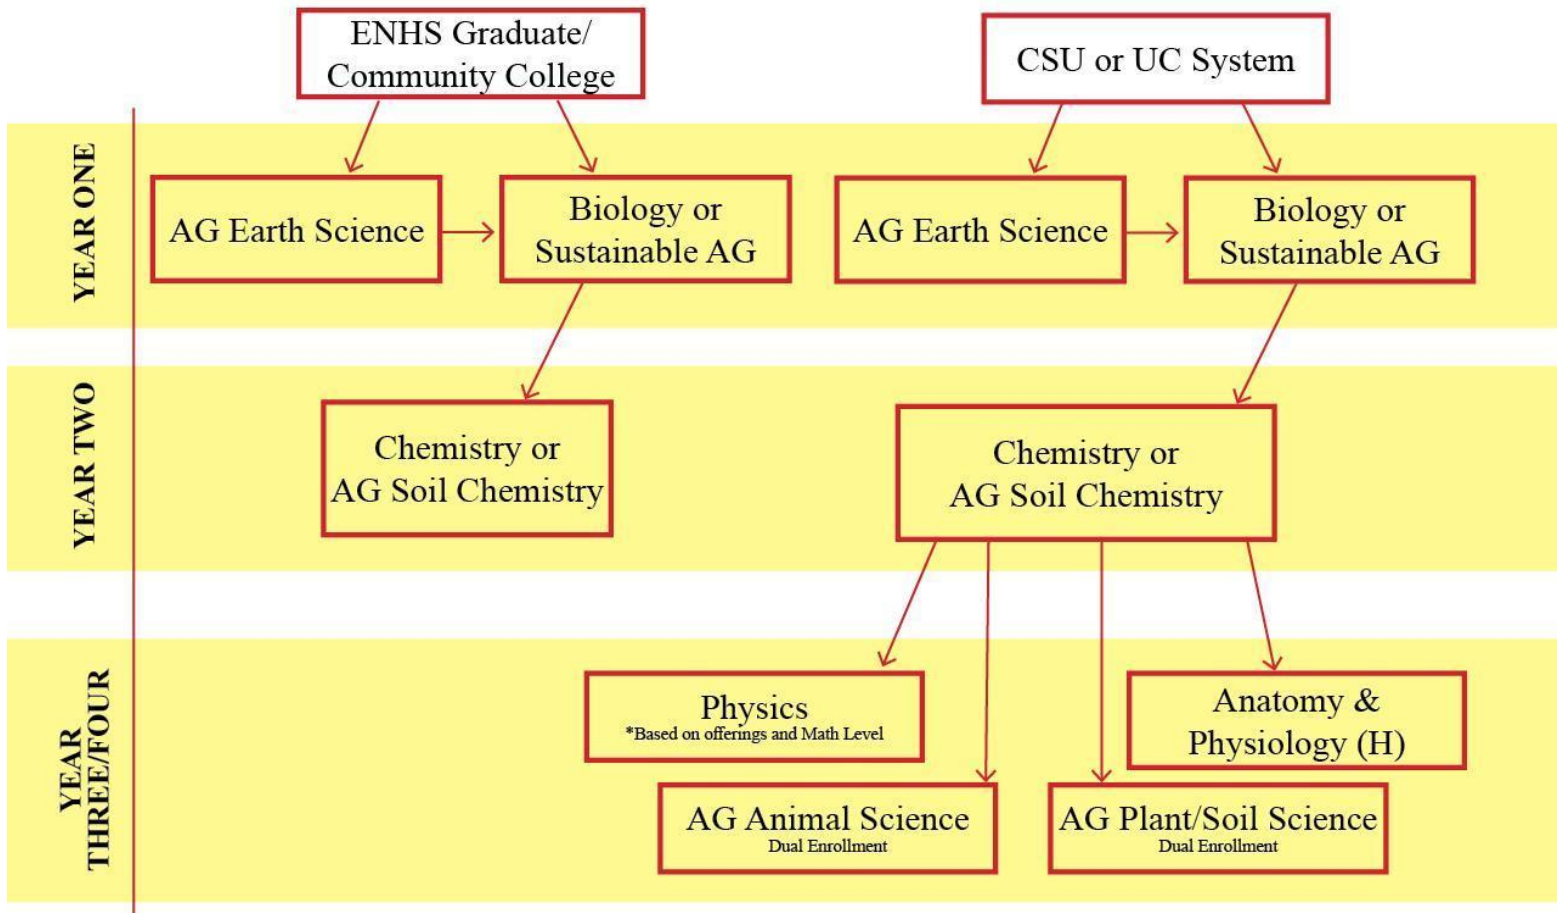 ENHS Graduate/
Community College
CSU or UC System
YEAR ONE
AG Earth Science
Biology or
Sustainable AG
AG Earth Science
Biology or
Sustainable AG
YEAR TWO
Chemistry or
AG Soil Chemistry
Chemistry or
AG Soil Chemistry
YEAR
THREE/FOUR
Physics
*Based on offerings and Math Level
Anatomy &
Physiology (H)
AG Animal Science
Dual Enrollment
AG Plant/Soil Science
Dual Enrollment